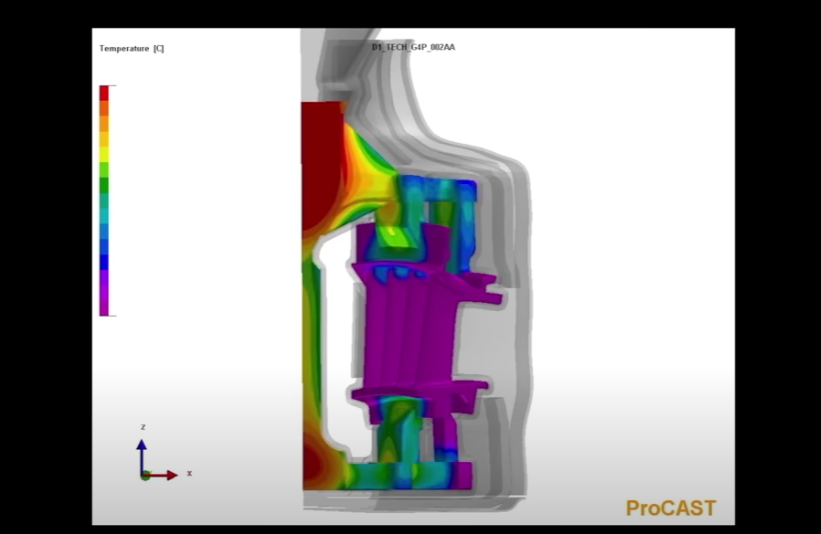 D1_TECH_G4P_002AA
Temperature [C]
z
x
ProCAST